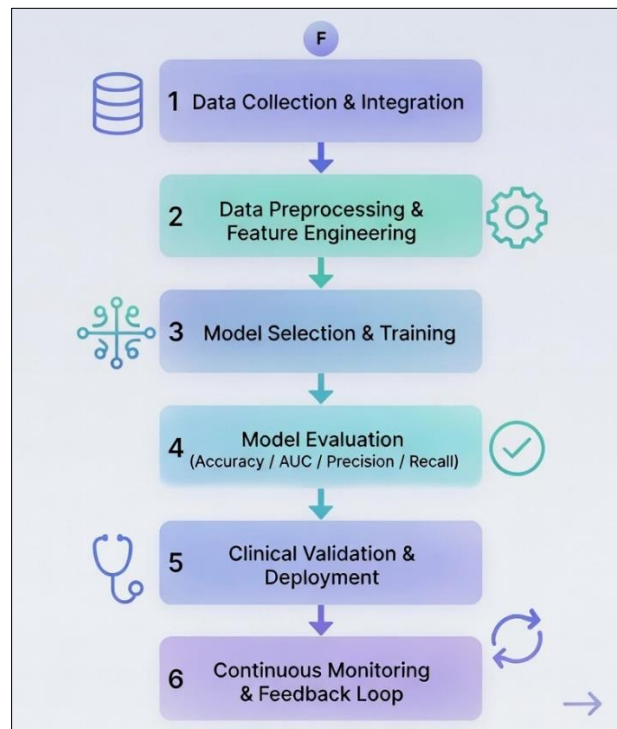 F
1 Data Collection & Integration
2 Data Preprocessing &
Feature Engineering
3 Model Selection & Training
4 Model Evaluation
(Accuracy / AUC / Precision / Recall)
5 Clinical Validation &
Deployment
6 Continuous Monitoring
& Feedback Loop